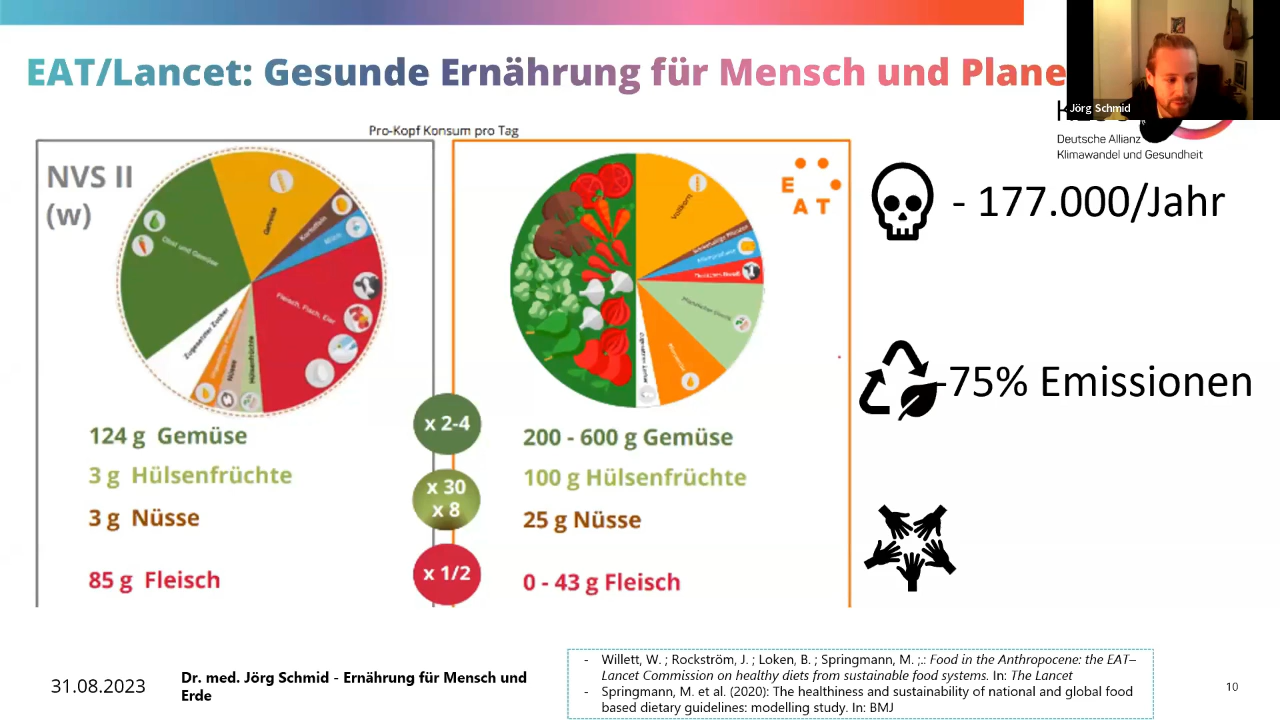 EAT/Lancet: Gesunde Ernährung für Mensch und Plane
Jörg Schmid
Deutsche Allianz
Klimawandel und Gesundheit
Pro-Kopf Konsum pro Tag
NVS II
(w)
Getreide
Kartoffeln
Milch
Fleisch, Fisch, Eier
Hülsenfrüchte
Nüsse
Zugesetzter Zucker
Obst und Gemüse
EAT
Vollkorn
- 177.000/Jahr
-75% Emissionen
124 g Gemüse
x 2-4
200 - 600 g Gemüse
3 g Hülsenfrüchte
x 30
100 g Hülsenfrüchte
3 g Nüsse
x 8
25 g Nüsse
85 g Fleisch
x 1/2
0 - 43 g Fleisch
31.08.2023
Dr. med. Jörg Schmid - Ernährung für Mensch und
Erde
- Willett, W. ; Rockström, J. ; Loken, B. ; Springmann, M. ;.: Food in the Anthropocene: the EAT–
Lancet Commission on healthy diets from sustainable food systems. In: The Lancet
- Springmann, M. et al. (2020): The healthiness and sustainability of national and global food
based dietary guidelines: modelling study. In: BMJ
10